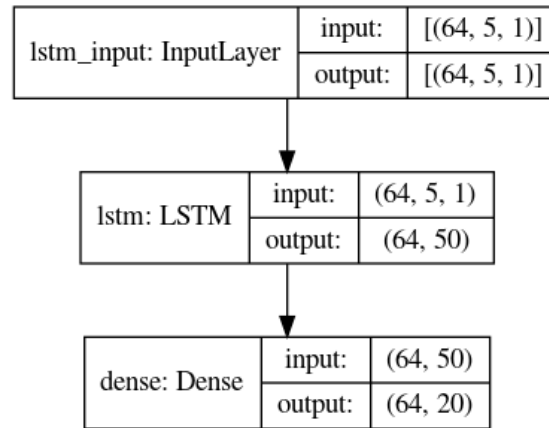 lstm_input: InputLayer
input: [(64, 5, 1)]
output: [(64, 5, 1)]
lstm: LSTM
input: (64, 5, 1)
output: (64, 50)
dense: Dense
input: (64, 50)
output: (64, 20)